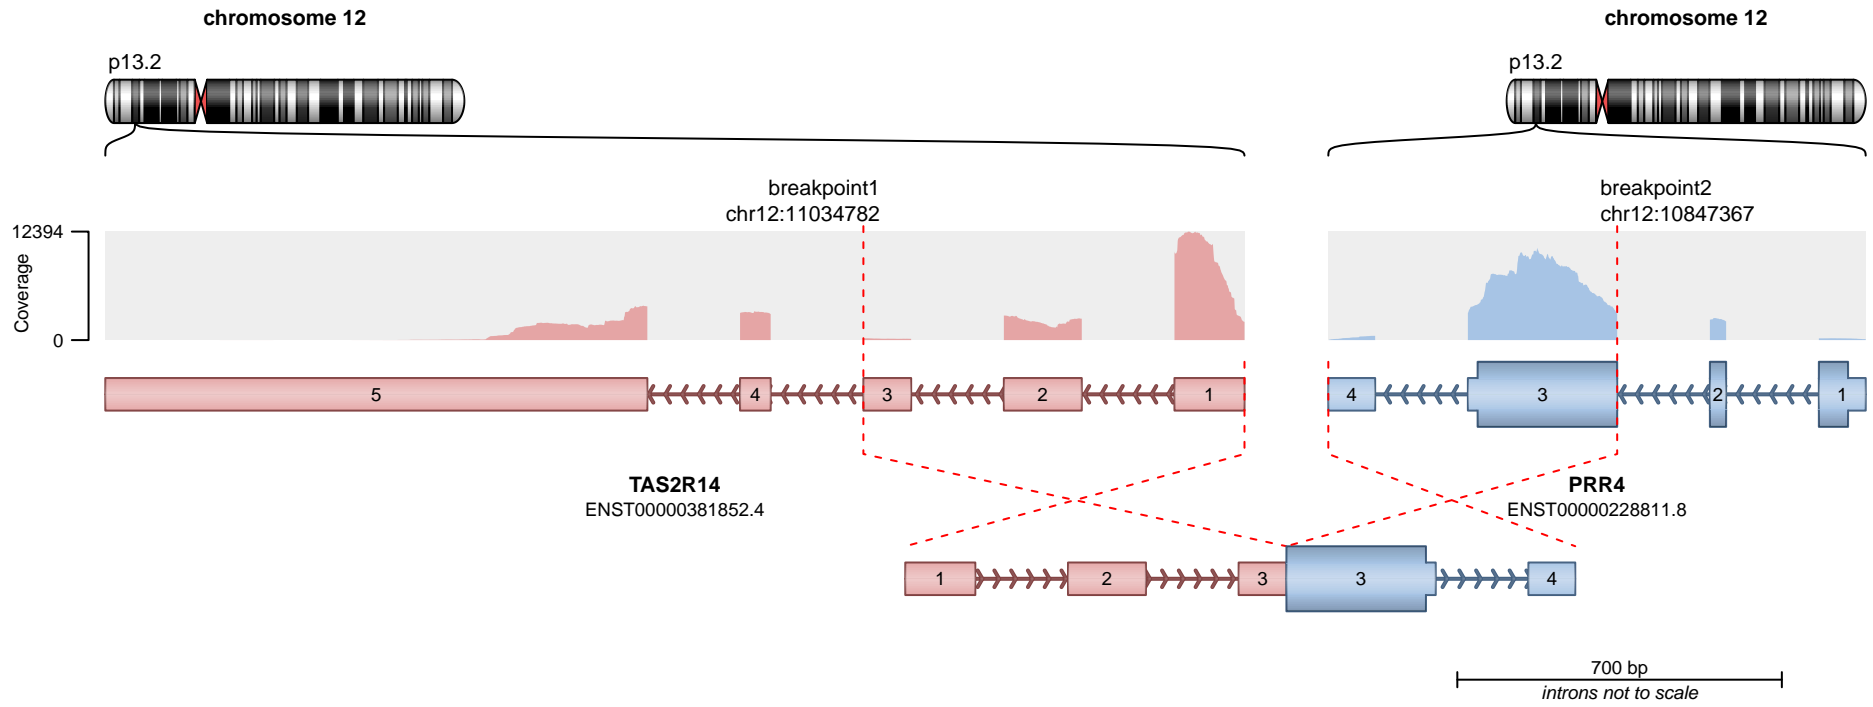 chromosome 12
chromosome 12
p13.2
p13.2
breakpoint1
chr12:11034782
breakpoint2
chr12:10847367
12394
Coverage
0
5
4
3
2
1
4
3
2
1
TAS2R14
ENST00000381852.4
PRR4
ENST00000228811.8
1
2
3
3
4
700 bp
introns not to scale